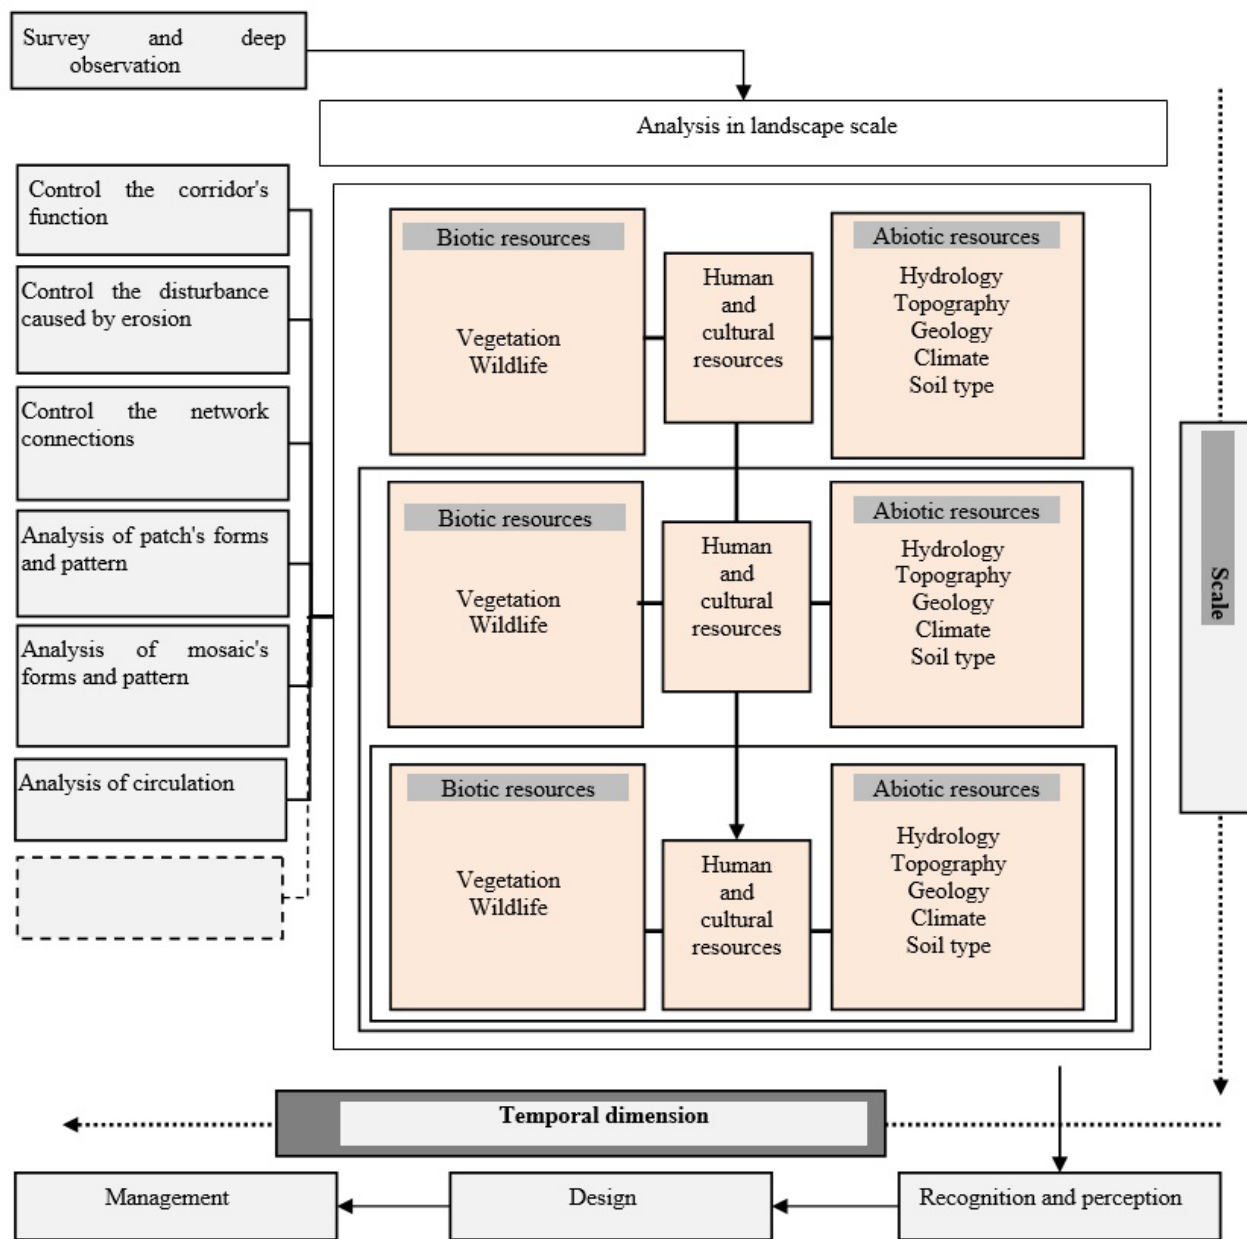 Survey and deep
observation
Analysis in landscape scale
Control the corridor's
function
Control the disturbance
caused by erosion
Control the network
connections
Analysis of patch's forms
and pattern
Analysis of mosaic's
forms and pattern
Analysis of circulation
Biotic resources
Vegetation
Wildlife
Human
and
cultural
resources
Abiotic resources
Hydrology
Topography
Geology
Climate
Soil type
Biotic resources
Vegetation
Wildlife
Human
and
cultural
resources
Abiotic resources
Hydrology
Topography
Geology
Climate
Soil type
Biotic resources
Vegetation
Wildlife
Human
and
cultural
resources
Abiotic resources
Hydrology
Topography
Geology
Climate
Soil type
Scale
Temporal dimension
Management
Design
Recognition and perception